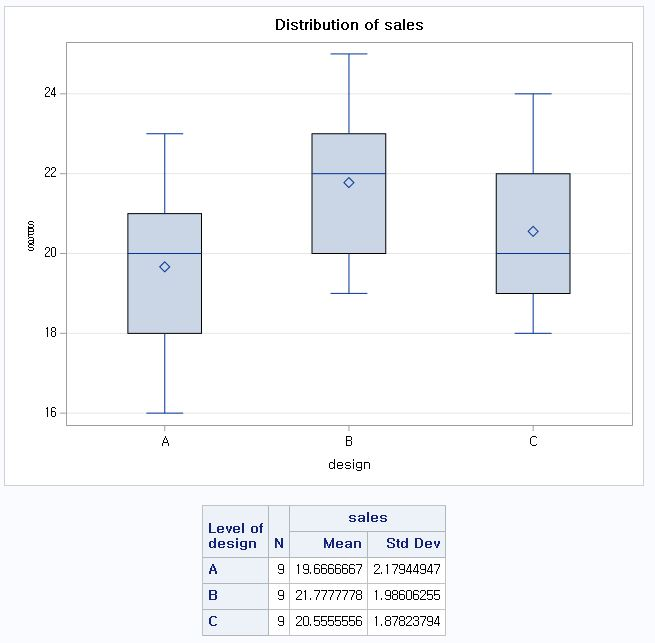 Distribution of sales
24
22
20
18
16
A B C
design
sales
Level of design N Mean Std Dev
A 9 19.6666667 2.17944947
B 9 21.7777778 1.98606255
C 9 20.5555556 1.87823794